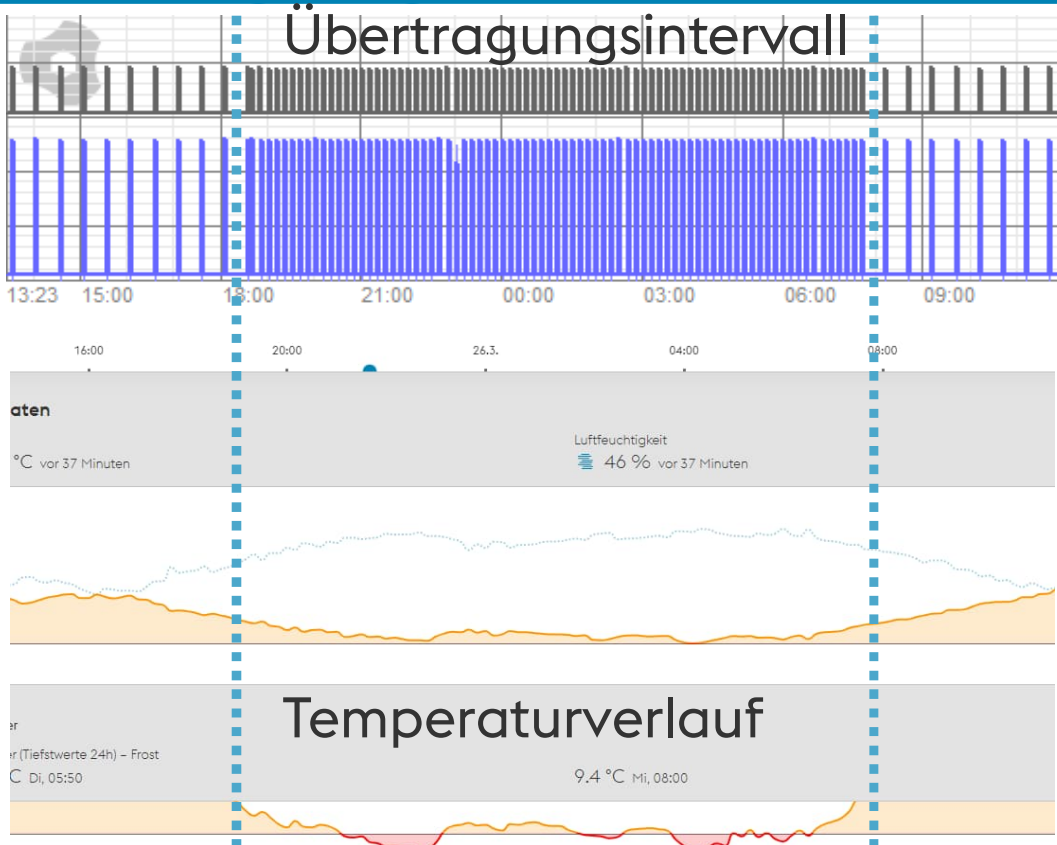 Übertragungsintervall
13:23 15:00 18:00 21:00 00:00 03:00 06:00 09:00
16:00 20:00 26.3. 04:00 08:00
aten
Luftfeuchtigkeit
°C vor 37 Minuten 46 % vor 37 Minuten
Temperaturverlauf
er
er (Tiefstwerte 24h) – Frost
C Di, 05:50 9.4 °C Mi, 08:00